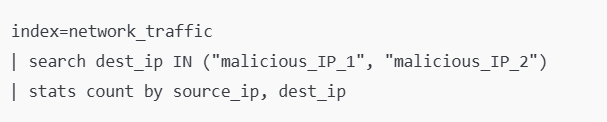 index=network_traffic
| search dest_ip IN ("malicious_IP_1", "malicious_IP_2")
| stats count by source_ip, dest_ip